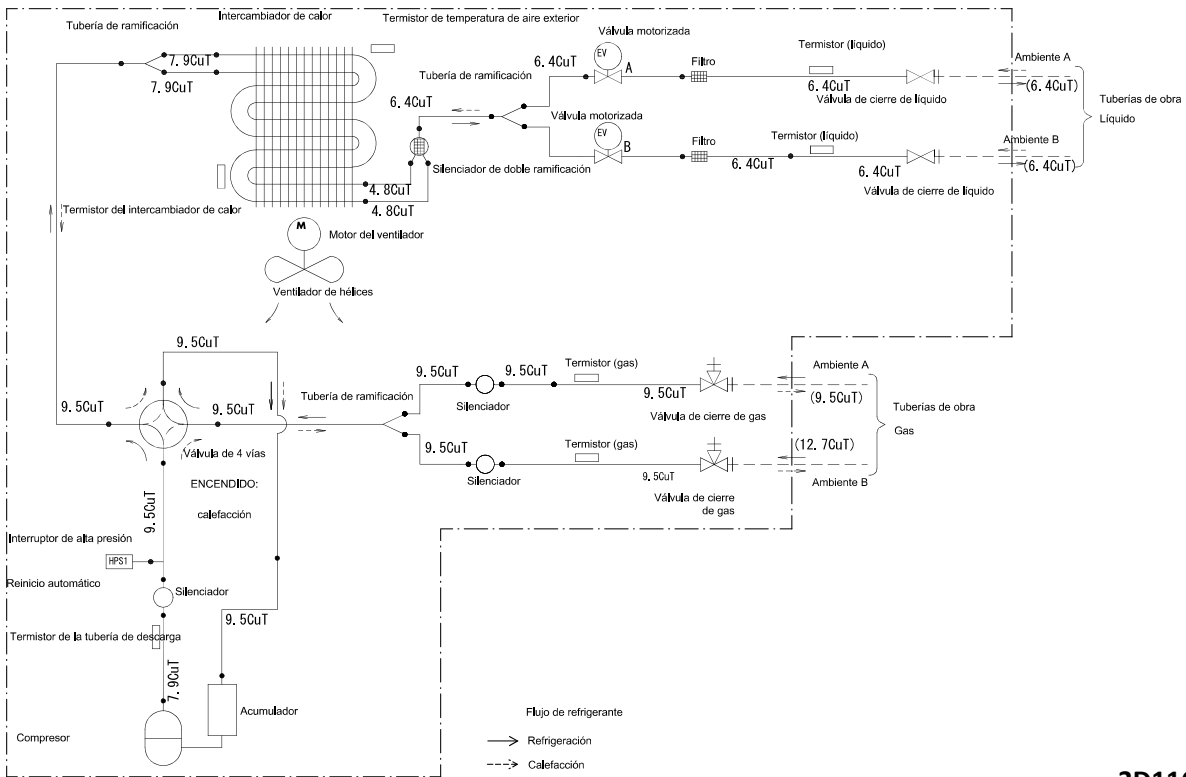 Intercambiador de calor
Termistor de temperatura de aire exterior
Tubería de ramificación
Válvula motorizada
7.9CuT
7.9CuT
EV
A
6.4CuT
Filtro
Termistor (líquido)
6.4CuT
Válvula de cierre de líquido
Ambiente A
(6.4CuT)
Tuberías de obra
Líquido
Tubería de ramificación
6.4CuT
Válvula motorizada
EV
B
Filtro
6.4CuT
Termistor (líquido)
6.4CuT
Válvula de cierre de líquido
Ambiente B
(6.4CuT)
Silenciador de doble ramificación
4.8CuT
4.8CuT
Termistor del intercambiador de calor
M
Motor del ventilador
Ventilador de hélices
9.5CuT
9.5CuT
9.5CuT
Válvula de 4 vías
ENCENDIDO:
calefacción
Tubería de ramificación
9.5CuT
Silenciador
9.5CuT
Termistor (gas)
9.5CuT
Válvula de cierre de gas
Ambiente A
(9.5CuT)
Tuberías de obra
Gas
9.5CuT
Silenciador
Termistor (gas)
9.5CuT
Válvula de cierre
de gas
(12.7CuT)
Ambiente B
9.5CuT
Interruptor de alta presión
HPS1
Reinicio automático
Silenciador
9.5CuT
Termistor de la tubería de descarga
7.9CuT
Acumulador
Compresor
Flujo de refrigerante
Refrigeración
Calefacción